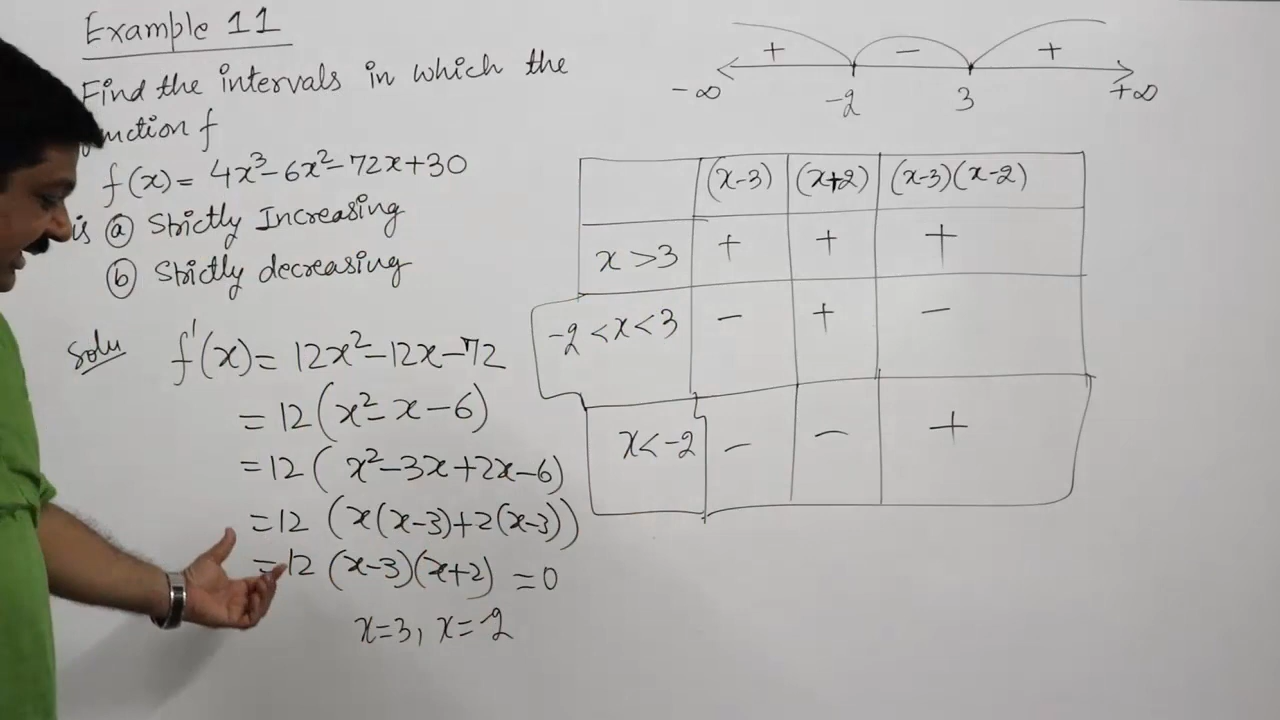 Example 11
Find the intervals in which the
unction f
f(x) = 4x³-6x²-72x+30
is ⓐ Strictly Increasing
ⓑ Strictly decreasing
Solu f'(x) = 12x²-12x-72
= 12(x²-x-6)
= 12(x²-3x+2x-6)
= 12(x(x-3)+2(x-3))
= 12(x-3)(x+2) = 0
x=3, x=-2
+ - +
-∞ -2 3 +∞
(x-3) (x+2) (x-3)(x-2)
x>3 + + +
-2<x<3 - + -
x<-2 - - +